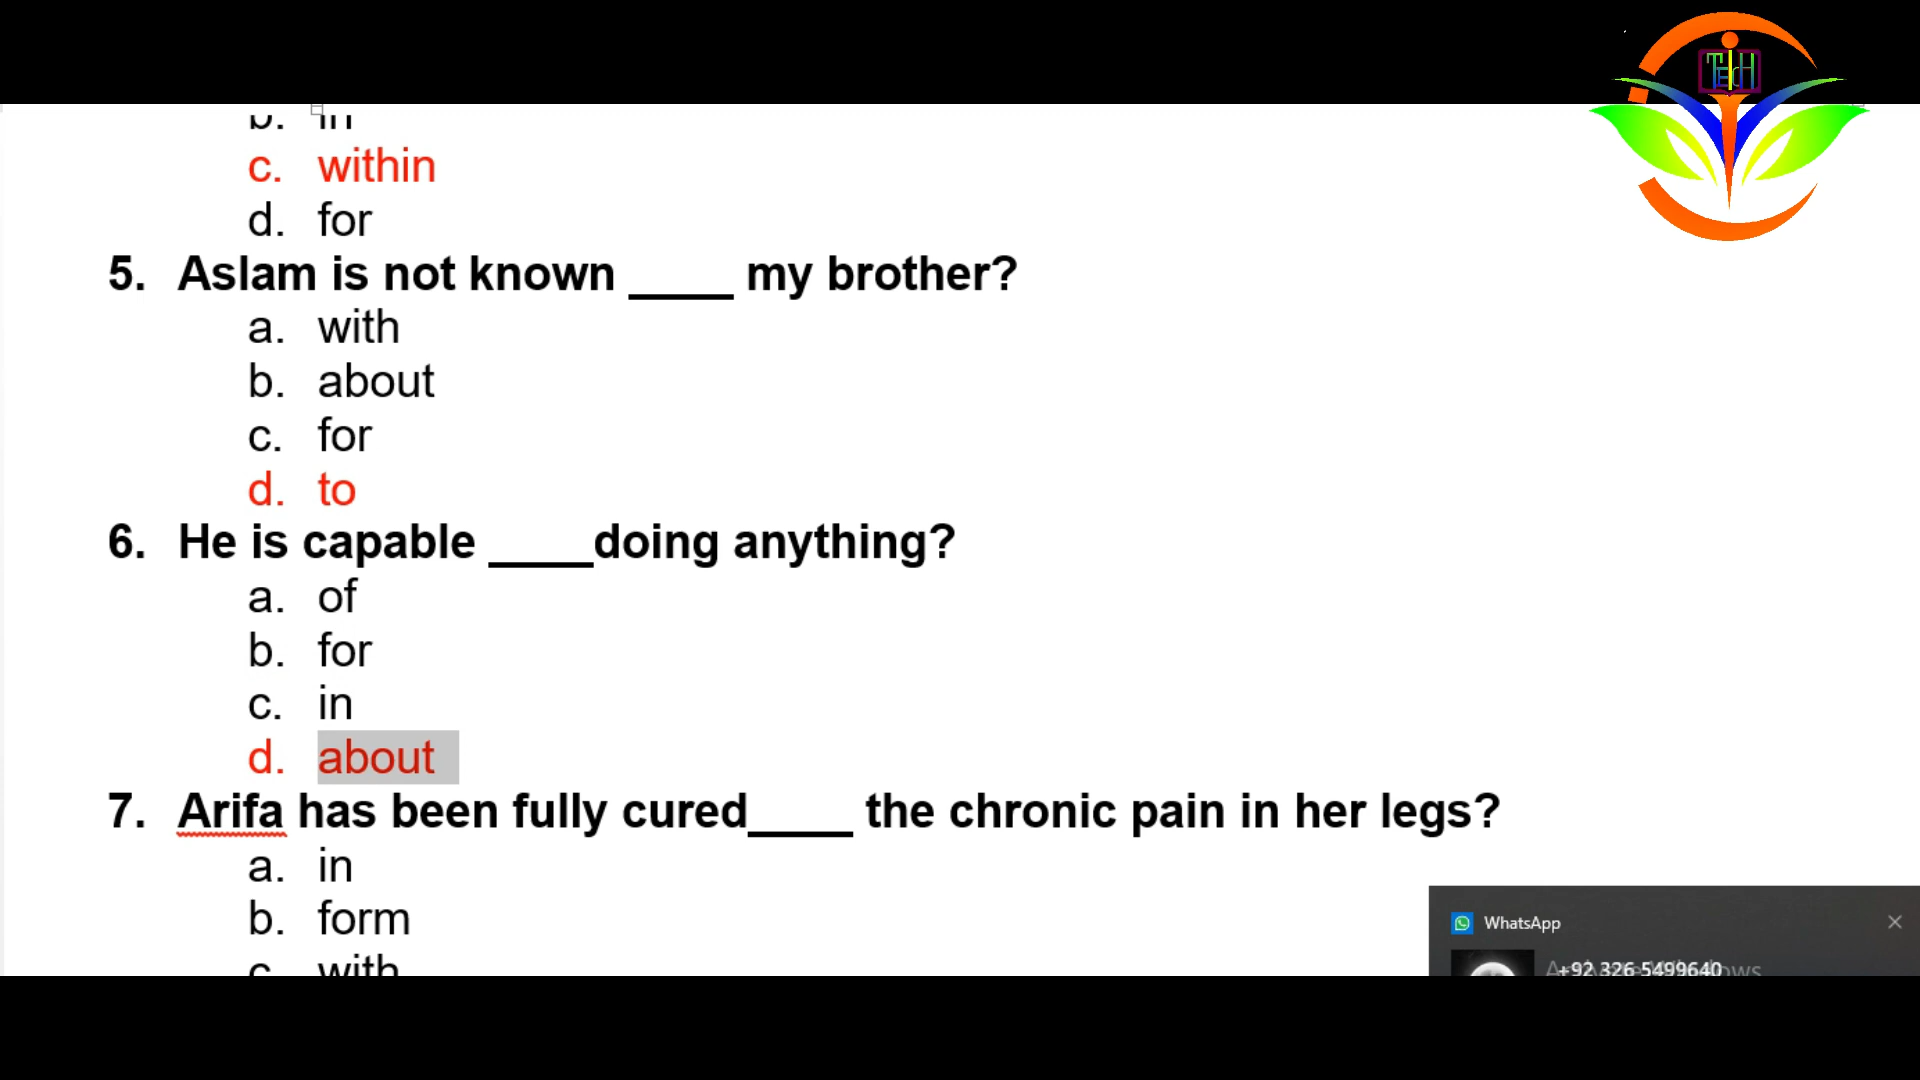 b. in
c. within
d. for
5. Aslam is not known ____ my brother?
a. with
b. about
c. for
d. to
6. He is capable ____doing anything?
a. of
b. for
c. in
d. about
7. Arifa has been fully cured____ the chronic pain in her legs?
a. in
b. form
c. with
WhatsApp
+92 326 5499640